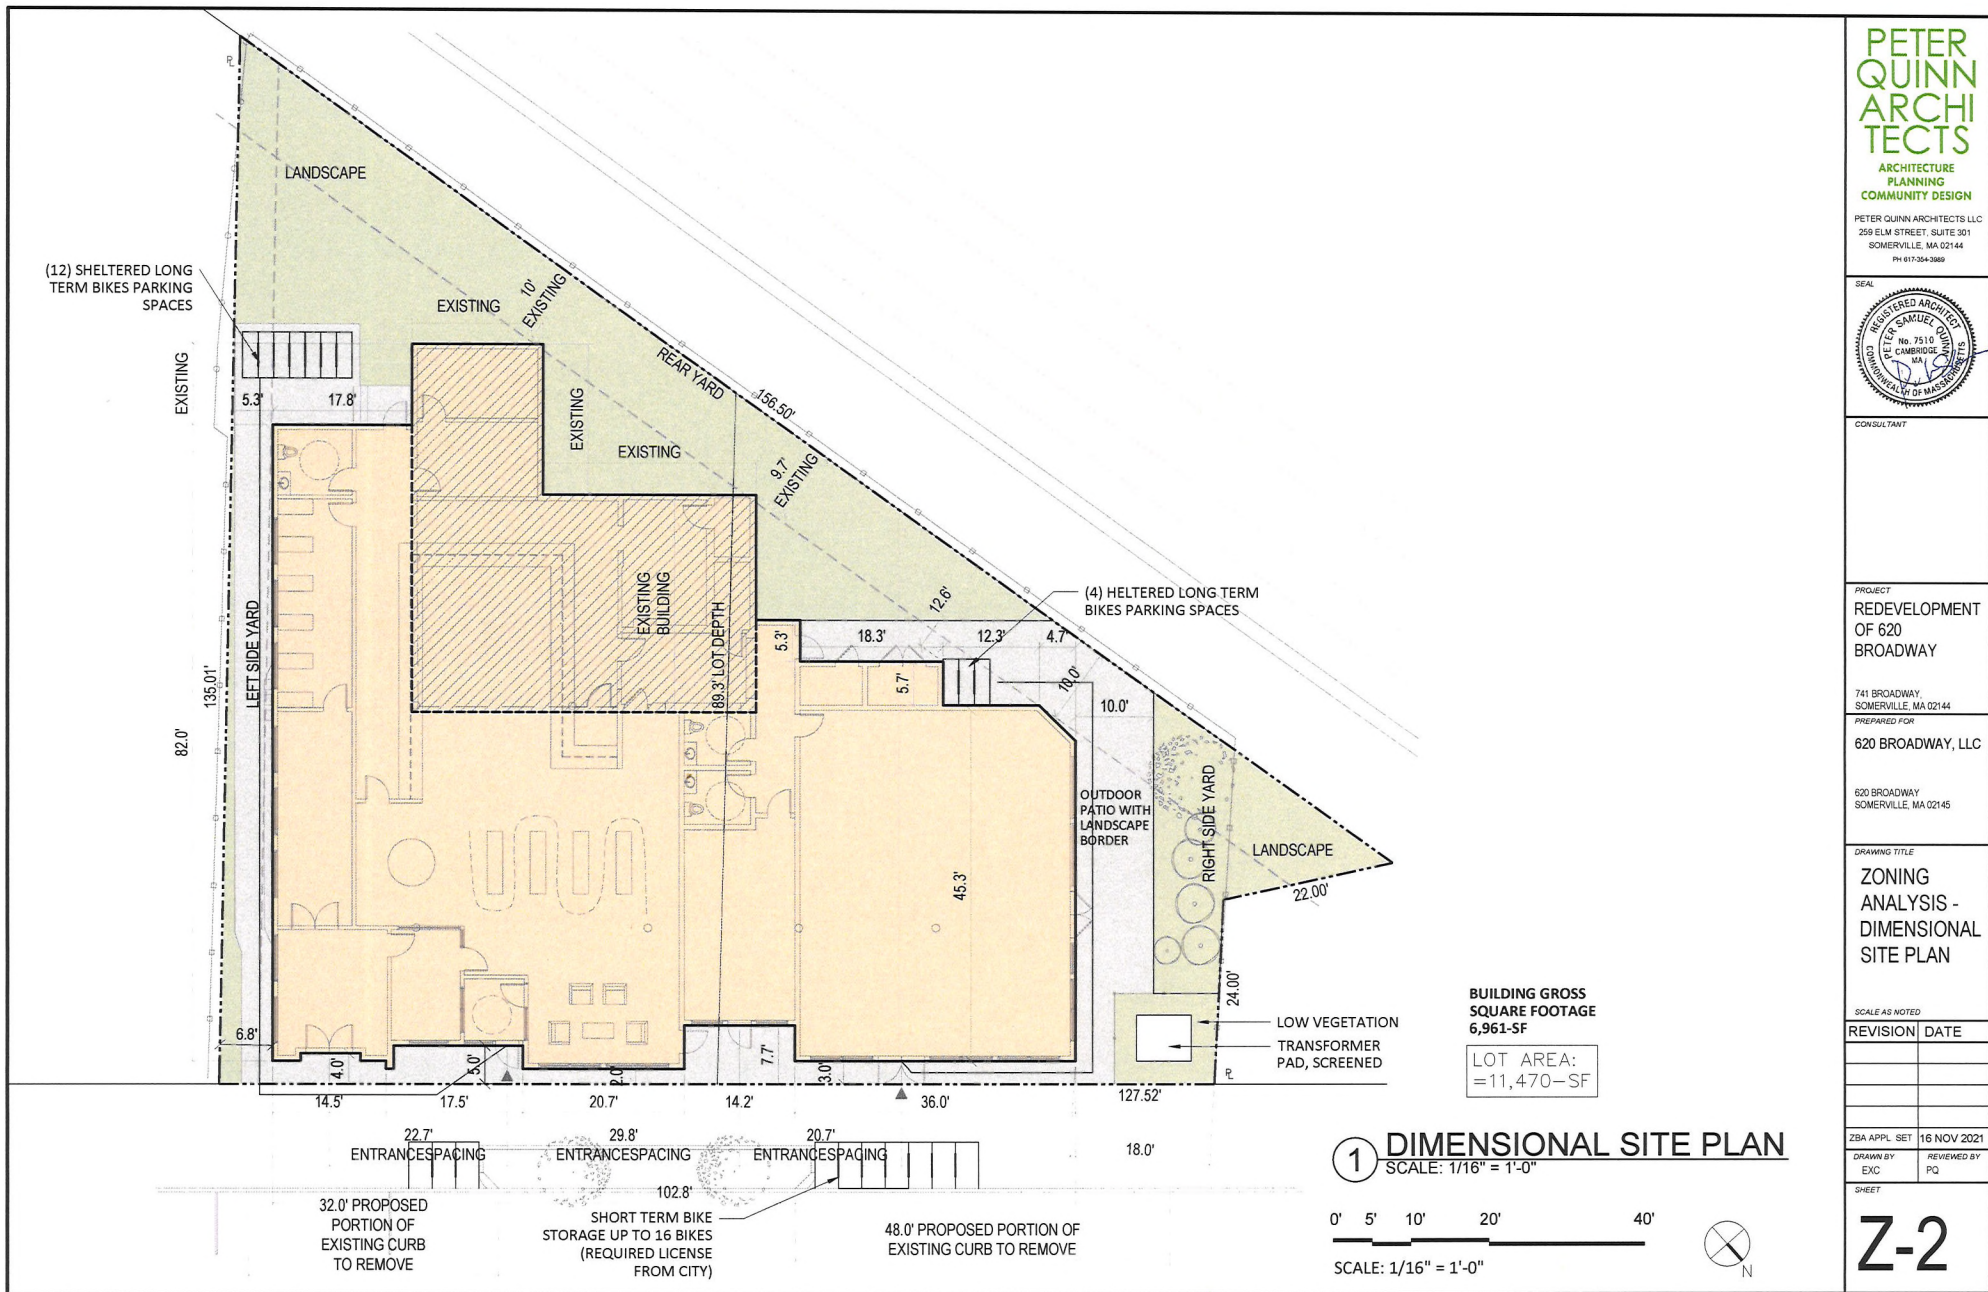 LANDSCAPE
(12) SHELTERED LONG
TERM BIKES PARKING
SPACES
EXISTING
EXISTING
10'
EXISTING
REAR YARD
156.50'
EXISTING
EXISTING
9.7'
EXISTING
5.3'
17.8'
EXISTING
BUILDING
89.3' LOT DEPTH
LEFT SIDE YARD
135.01'
82.0'
12.6'
(4) HELTERED LONG TERM
BIKES PARKING SPACES
5.3'
18.3'
12.3'
4.7'
5.7'
10.0'
10.0'
OUTDOOR
PATIO WITH
LANDSCAPE
BORDER
RIGHT SIDE YARD
LANDSCAPE
22.00'
45.3'
24.00'
LOW VEGETATION
TRANSFORMER
PAD, SCREENED
BUILDING GROSS
SQUARE FOOTAGE
6,961-SF
LOT AREA:
=11,470-SF
6.8'
4.0'
5.0'
2.0'
7.7'
3.0'
14.5'
17.5'
20.7'
14.2'
36.0'
127.52'
22.7'
29.8'
20.7'
ENTRANCESPACING
ENTRANCESPACING
ENTRANCESPACING
18.0'
102.8'
32.0' PROPOSED
PORTION OF
EXISTING CURB
TO REMOVE
SHORT TERM BIKE
STORAGE UP TO 16 BIKES
(REQUIRED LICENSE
FROM CITY)
48.0' PROPOSED PORTION OF
EXISTING CURB TO REMOVE
1 DIMENSIONAL SITE PLAN
SCALE: 1/16" = 1'-0"
0' 5' 10' 20' 40'
SCALE: 1/16" = 1'-0"
N
PETER
QUINN
ARCHI
TECTS
ARCHITECTURE
PLANNING
COMMUNITY DESIGN
PETER QUINN ARCHITECTS LLC
259 ELM STREET, SUITE 301
SOMERVILLE, MA 02144
PH 617-354-3989
SEAL
REGISTERED ARCHITECT
PETER SAMUEL QUINN
No. 7510
CAMBRIDGE
MA
COMMONWEALTH OF MASSACHUSETTS
CONSULTANT
PROJECT
REDEVELOPMENT
OF 620
BROADWAY
741 BROADWAY,
SOMERVILLE, MA 02144
PREPARED FOR
620 BROADWAY, LLC
620 BROADWAY
SOMERVILLE, MA 02145
DRAWING TITLE
ZONING
ANALYSIS -
DIMENSIONAL
SITE PLAN
SCALE AS NOTED
REVISION DATE
ZBA APPL SET 16 NOV 2021
DRAWN BY REVIEWED BY
EXC PQ
SHEET
Z-2